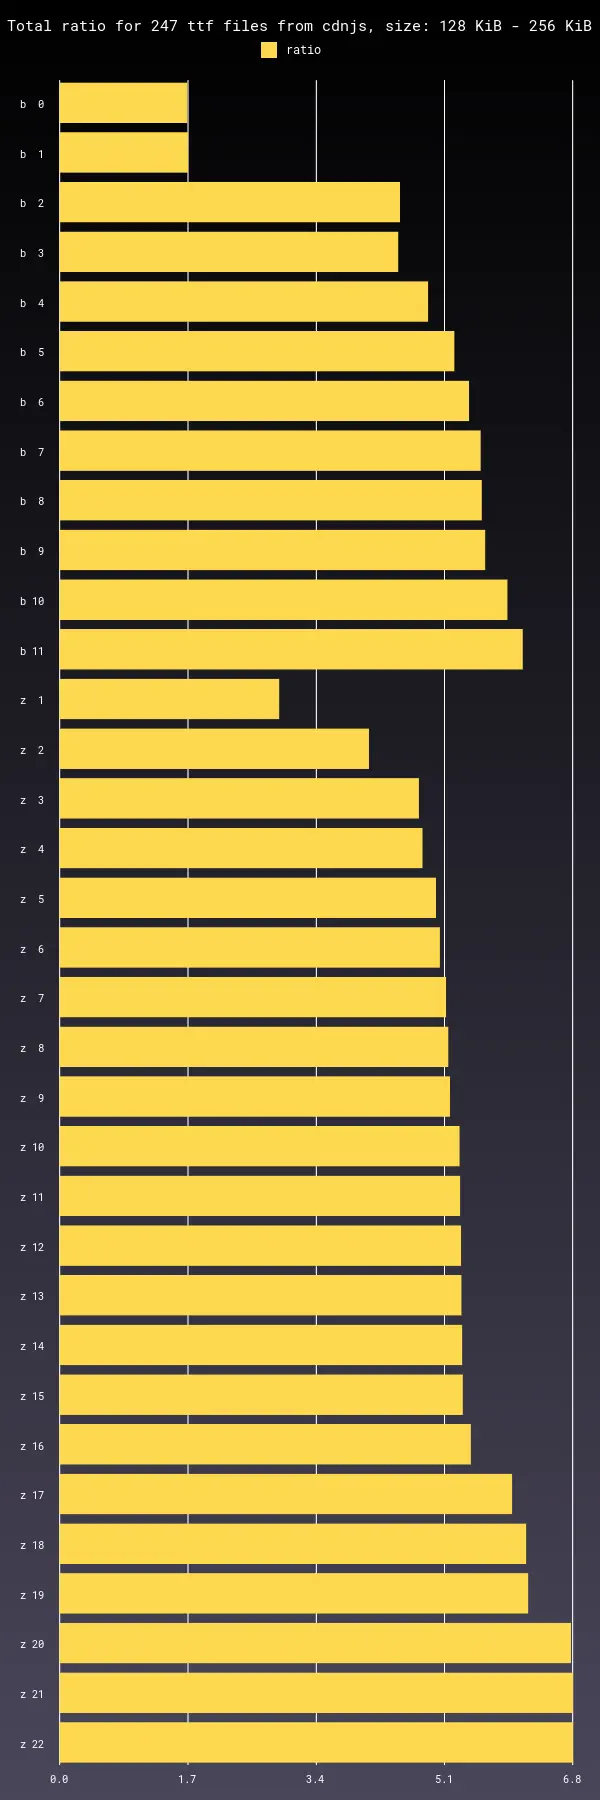 Total ratio for 247 ttf files from cdnjs, size: 128 KiB - 256 KiB
ratio
b  0
b  1
b  2
b  3
b  4
b  5
b  6
b  7
b  8
b  9
b 10
b 11
z  1
z  2
z  3
z  4
z  5
z  6
z  7
z  8
z  9
z 10
z 11
z 12
z 13
z 14
z 15
z 16
z 17
z 18
z 19
z 20
z 21
z 22
0.0 1.7 3.4 5.1 6.8